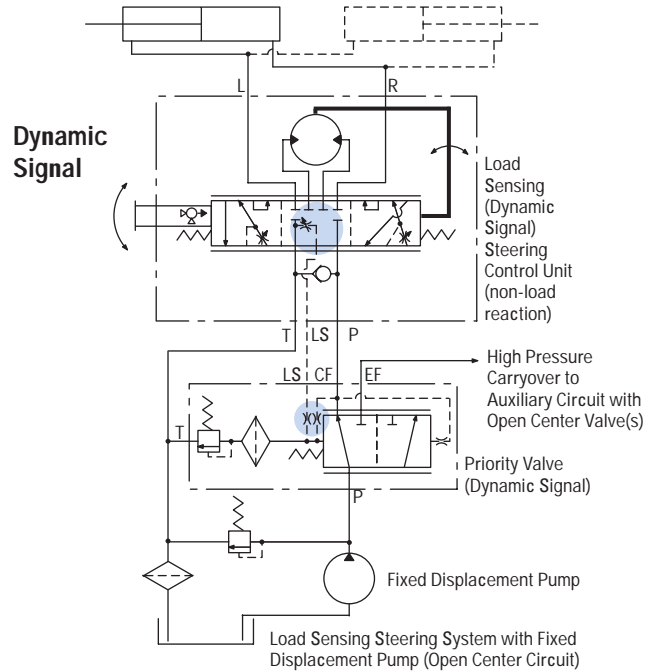 L
R
Dynamic
Signal
Load
Sensing
(Dynamic
Signal)
Steering
Control Unit
(non-load
reaction)
T LS P
LS CF EF
High Pressure
Carryover to
Auxiliary Circuit with
Open Center Valve(s)
T
Priority Valve
(Dynamic Signal)
P
Fixed Displacement Pump
Load Sensing Steering System with Fixed
Displacement Pump (Open Center Circuit)